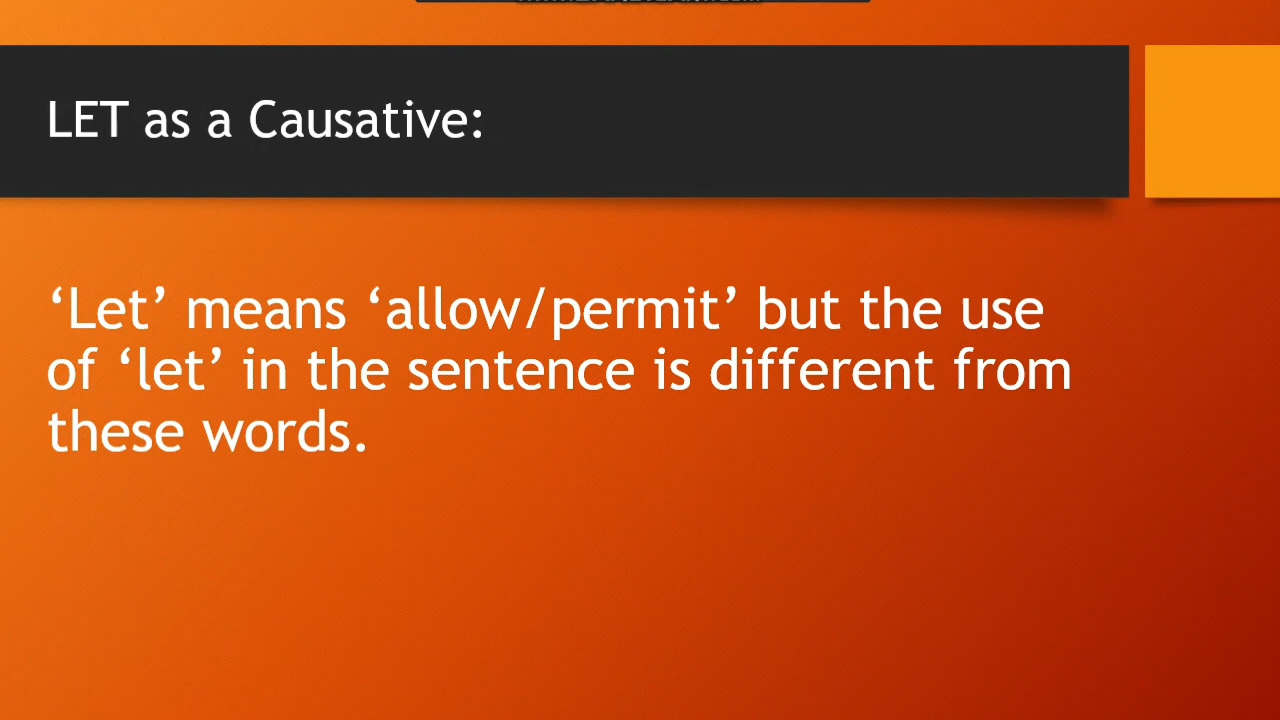 LET as a Causative:
‘Let’ means ‘allow/permit’ but the use
of ‘let’ in the sentence is different from
these words.